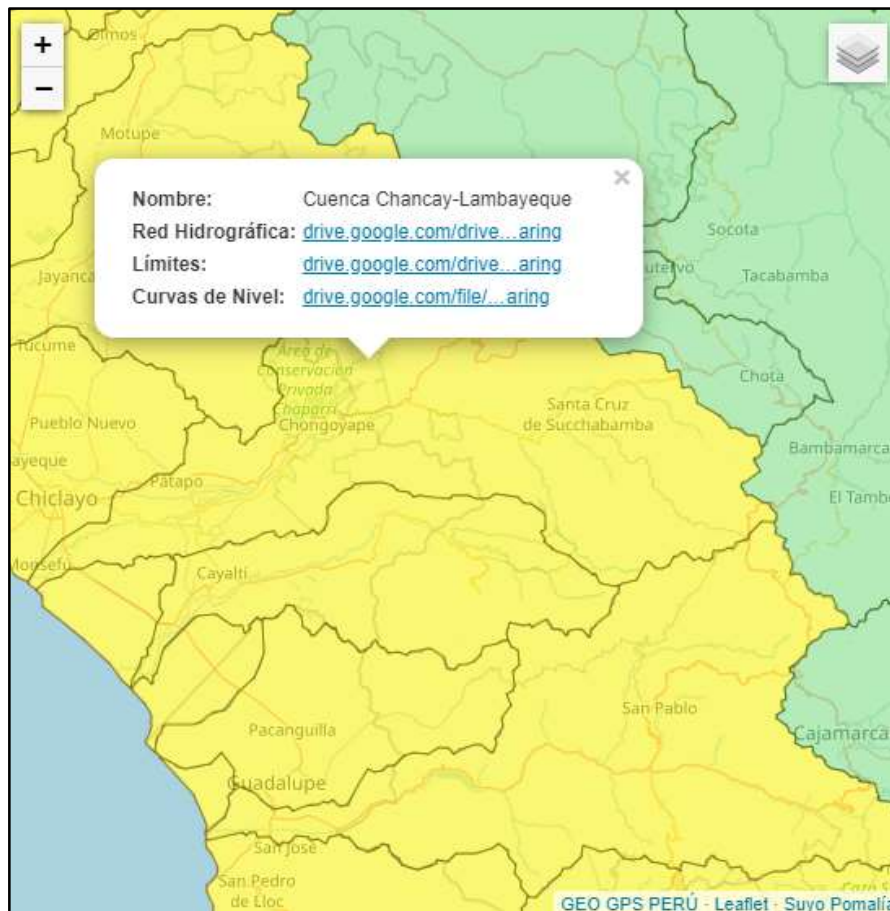 +
Olmos
−
Motupe
×
Nombre: Cuenca Chancay-Lambayeque
Red Hidrográfica: drive.google.com/drive…aring
Límites: drive.google.com/drive…aring
Curvas de Nivel: drive.google.com/file/…aring
Socota
utervo
Tacabamba
Jayanca
Túcume
Área de
Conservación
Privada
Chaparrí
Chongoyape
Chota
Santa Cruz
de Succhabamba
Pueblo Nuevo
ayeque
Bambamarca
Pátapo
Chiclayo
El Tambo
Monsefú
Cayaltí
San Pablo
Pacanguilla
Cajamarca
Guadalupe
San José
San Pedro
de Lloc
GEO GPS PERÚ · Leaflet · Suyo Pomalia